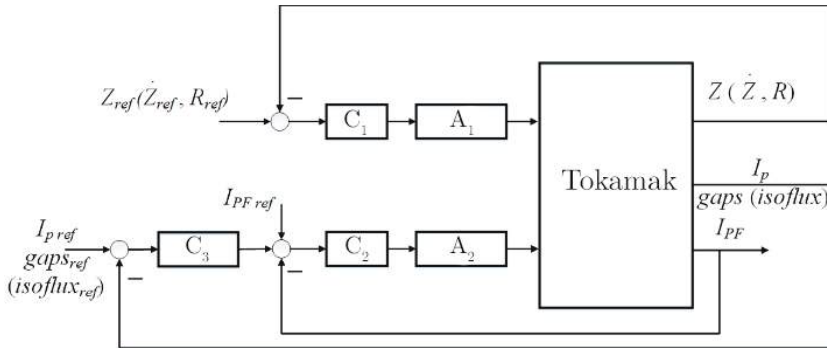 Z_ref(Ż_ref, R_ref)
−
C_1
A_1
Tokamak
Z ( Ż , R)
I_p
gaps (isoflux)
I_PF
I_PF ref
I_p ref
gaps_ref
(isoflux_ref)
−
C_3
−
C_2
A_2